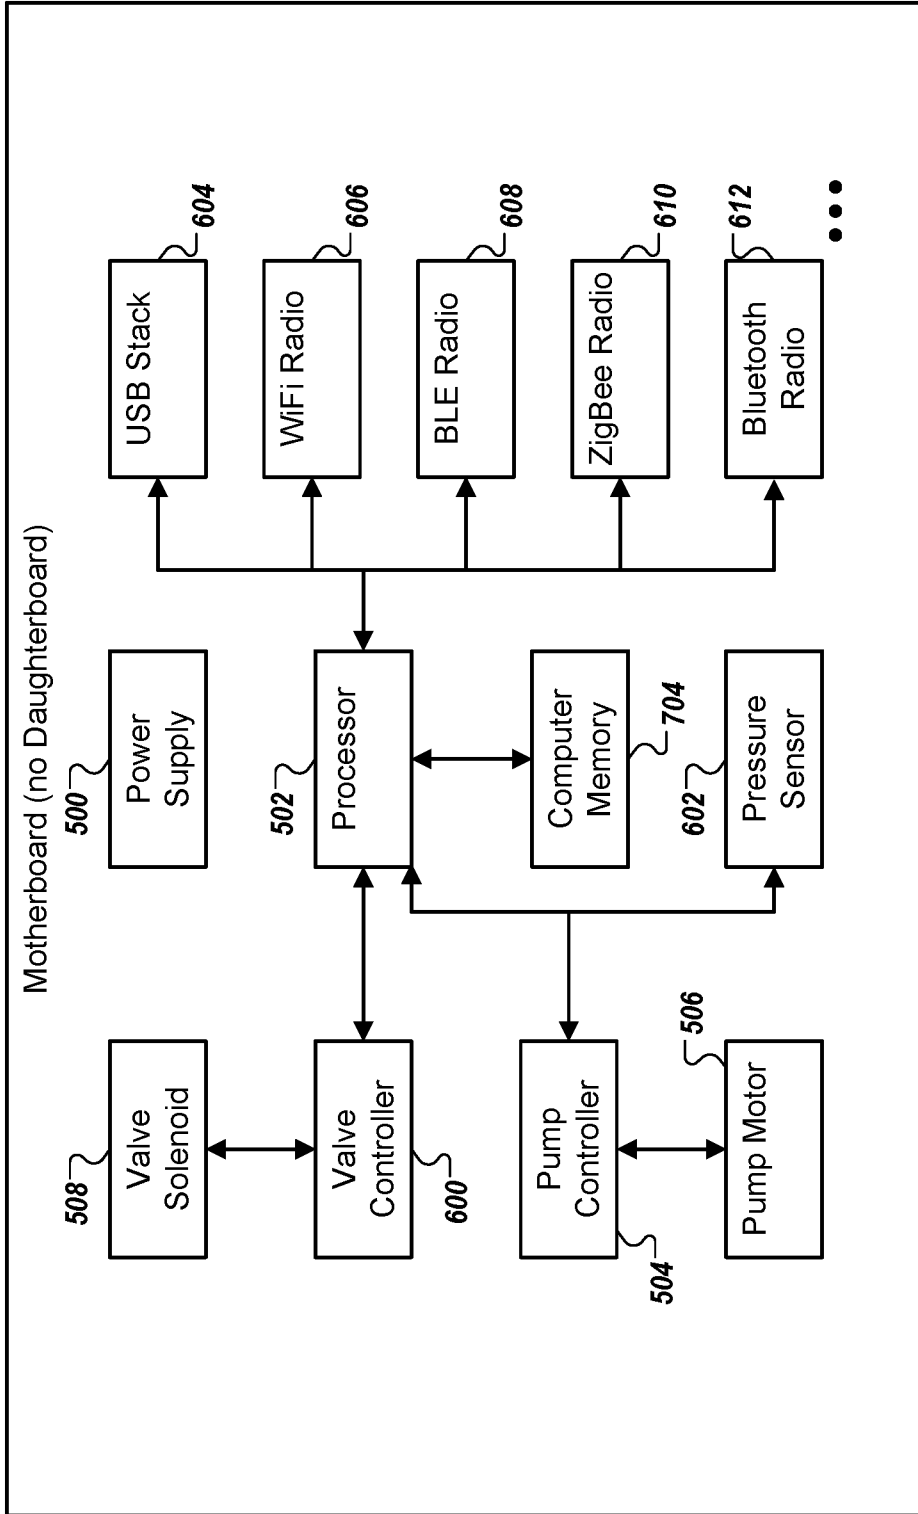 Motherboard (no Daughterboard)
508
Valve
Solenoid
500
Power
Supply
USB Stack
604
Valve
Controller
600
502
Processor
WiFi Radio
606
BLE Radio
608
Pump
Controller
504
Computer
Memory
704
ZigBee Radio
610
Pump Motor
506
602
Pressure
Sensor
Bluetooth
Radio
612
•••